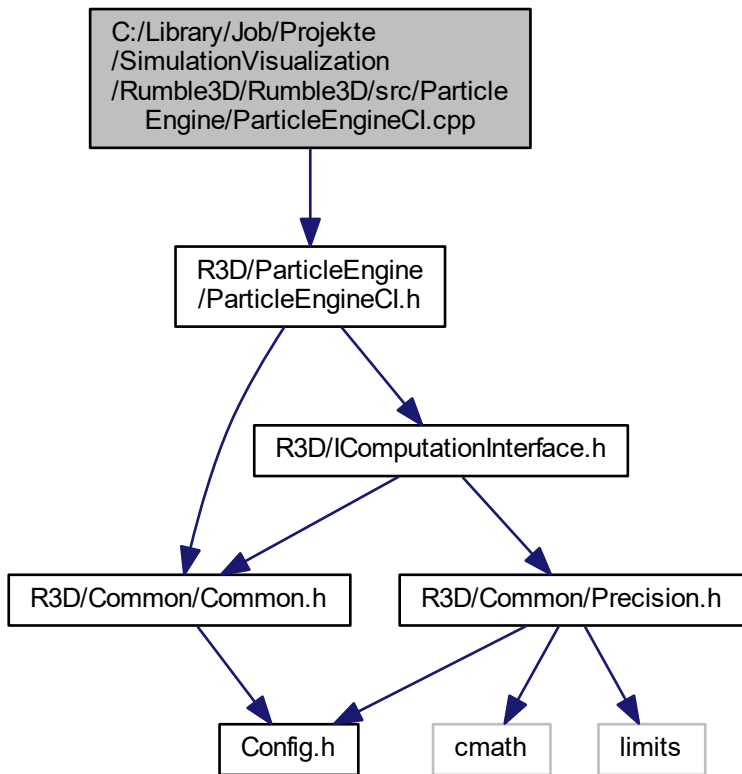 C:/Library/Job/Projekte
/SimulationVisualization
/Rumble3D/Rumble3D/src/Particle
Engine/ParticleEngineCI.cpp
R3D/ParticleEngine
/ParticleEngineCI.h
R3D/IComputationInterface.h
R3D/Common/Common.h
R3D/Common/Precision.h
Config.h
cmath
limits